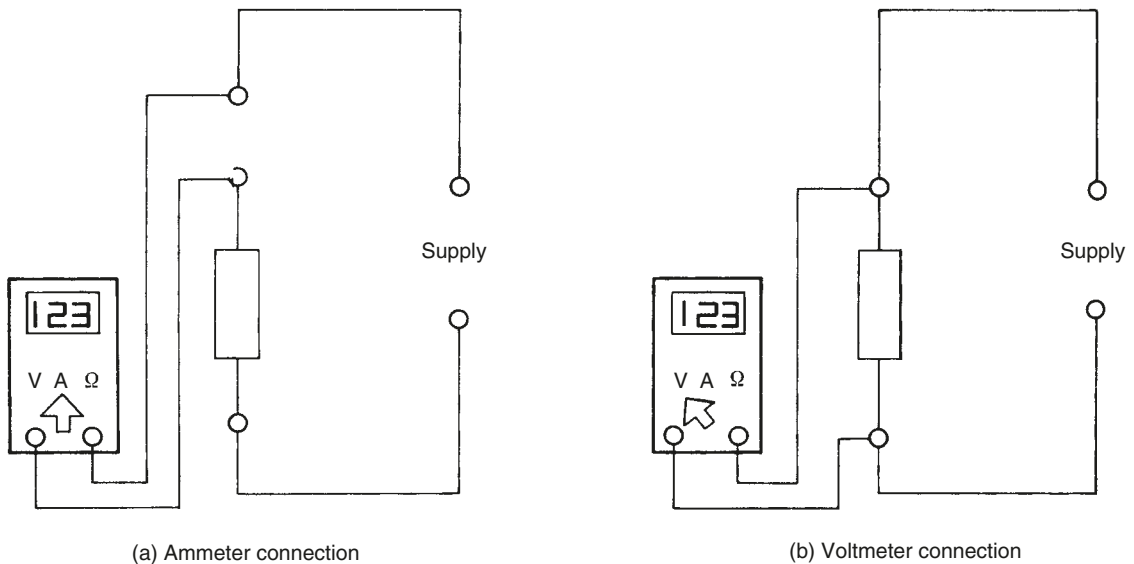 Supply
123
V A Ω
(a) Ammeter connection
Supply
123
V A Ω
(b) Voltmeter connection